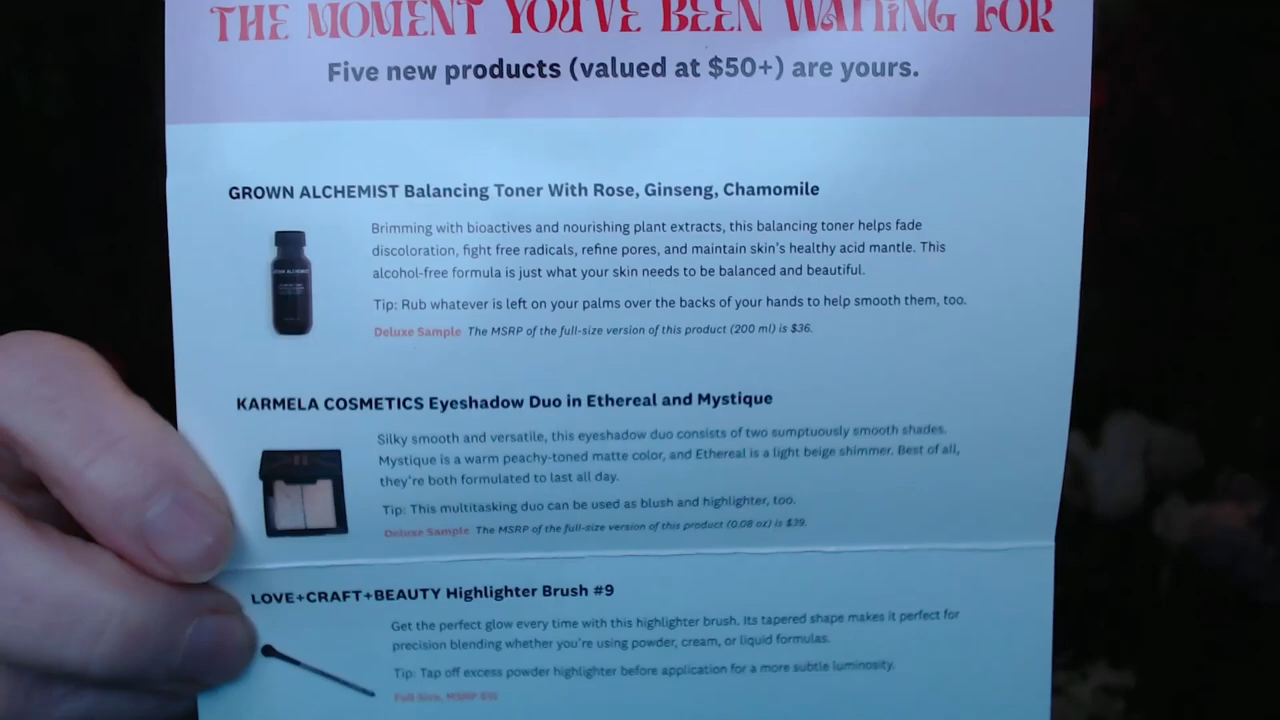 THE MOMENT YOU'VE BEEN WAITING FOR
Five new products (valued at $50+) are yours.
GROWN ALCHEMIST Balancing Toner With Rose, Ginseng, Chamomile
Brimming with bioactives and nourishing plant extracts, this balancing toner helps fade
discoloration, fight free radicals, refine pores, and maintain skin's healthy acid mantle. This
alcohol-free formula is just what your skin needs to be balanced and beautiful.
Tip: Rub whatever is left on your palms over the backs of your hands to help smooth them, too.
Deluxe Sample The MSRP of the full-size version of this product (200 ml) is $36.
KARMELA COSMETICS Eyeshadow Duo in Ethereal and Mystique
Silky smooth and versatile, this eyeshadow duo consists of two sumptuously smooth shades.
Mystique is a warm peachy-toned matte color, and Ethereal is a light beige shimmer. Best of all,
they're both formulated to last all day.
Tip: This multitasking duo can be used as blush and highlighter, too.
Deluxe Sample The MSRP of the full-size version of this product (0.08 oz) is $39.
LOVE+CRAFT+BEAUTY Highlighter Brush #9
Get the perfect glow every time with this highlighter brush. Its tapered shape makes it perfect for
precision blending whether you're using powder, cream, or liquid formulas.
Tip: Tap off excess powder highlighter before application for a more subtle luminosity.
Full Size, MSRP